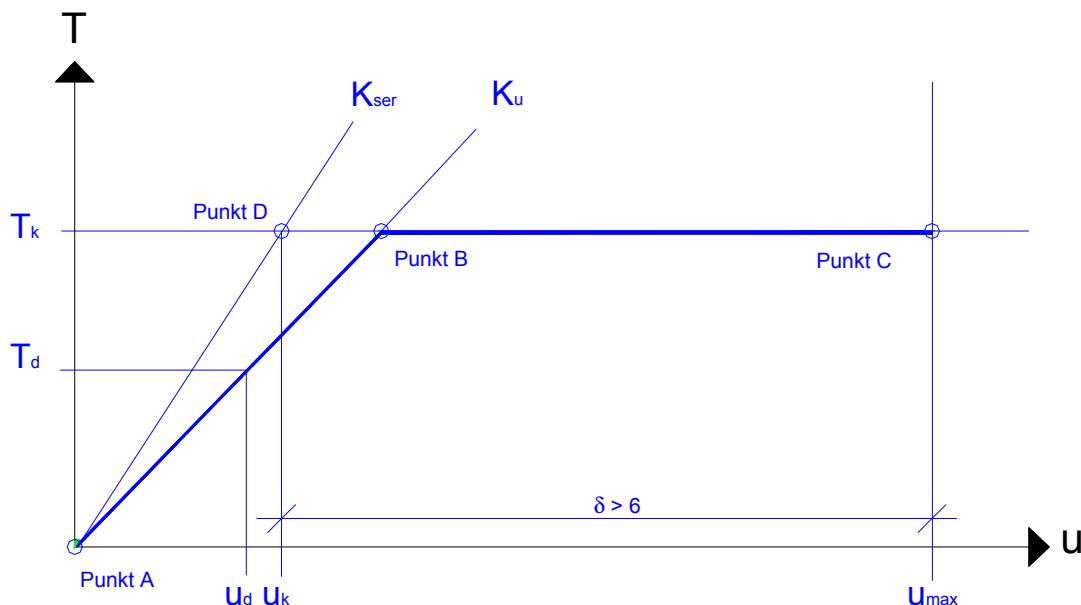 T
Kser
Ku
Punkt D
Tk
Punkt B
Punkt C
Td
δ > 6
u
Punkt A
ud
uk
umax